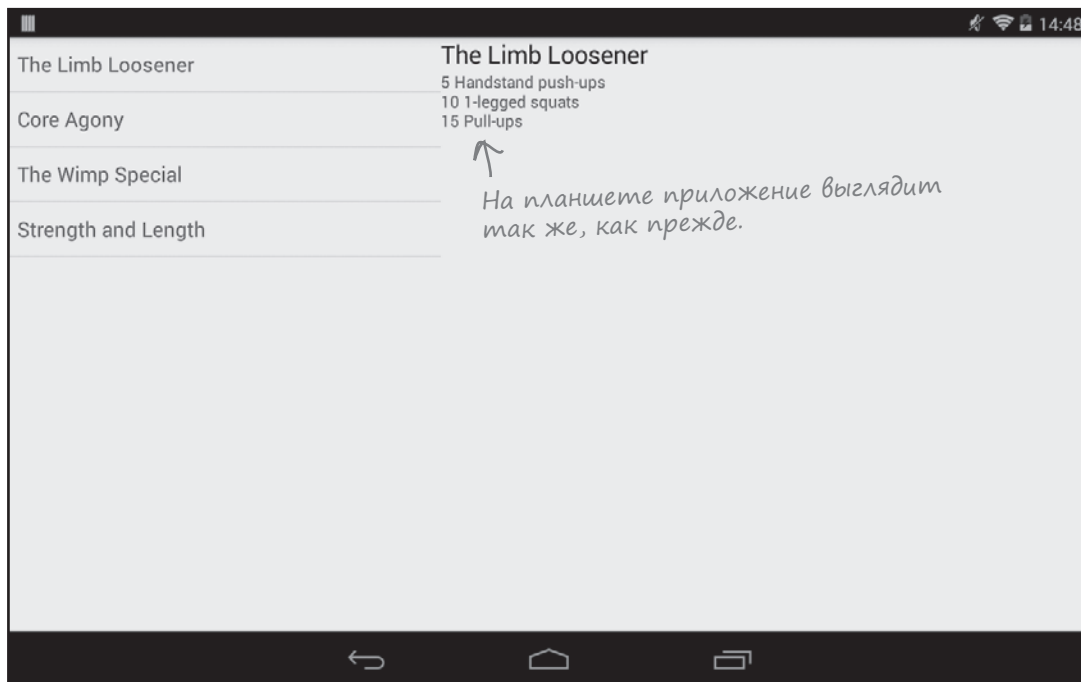 14:48
The Limb Loosener
Core Agony
The Wimp Special
Strength and Length
The Limb Loosener
5 Handstand push-ups
10 1-legged squats
15 Pull-ups
На планшете приложение выглядит
так же, как прежде.